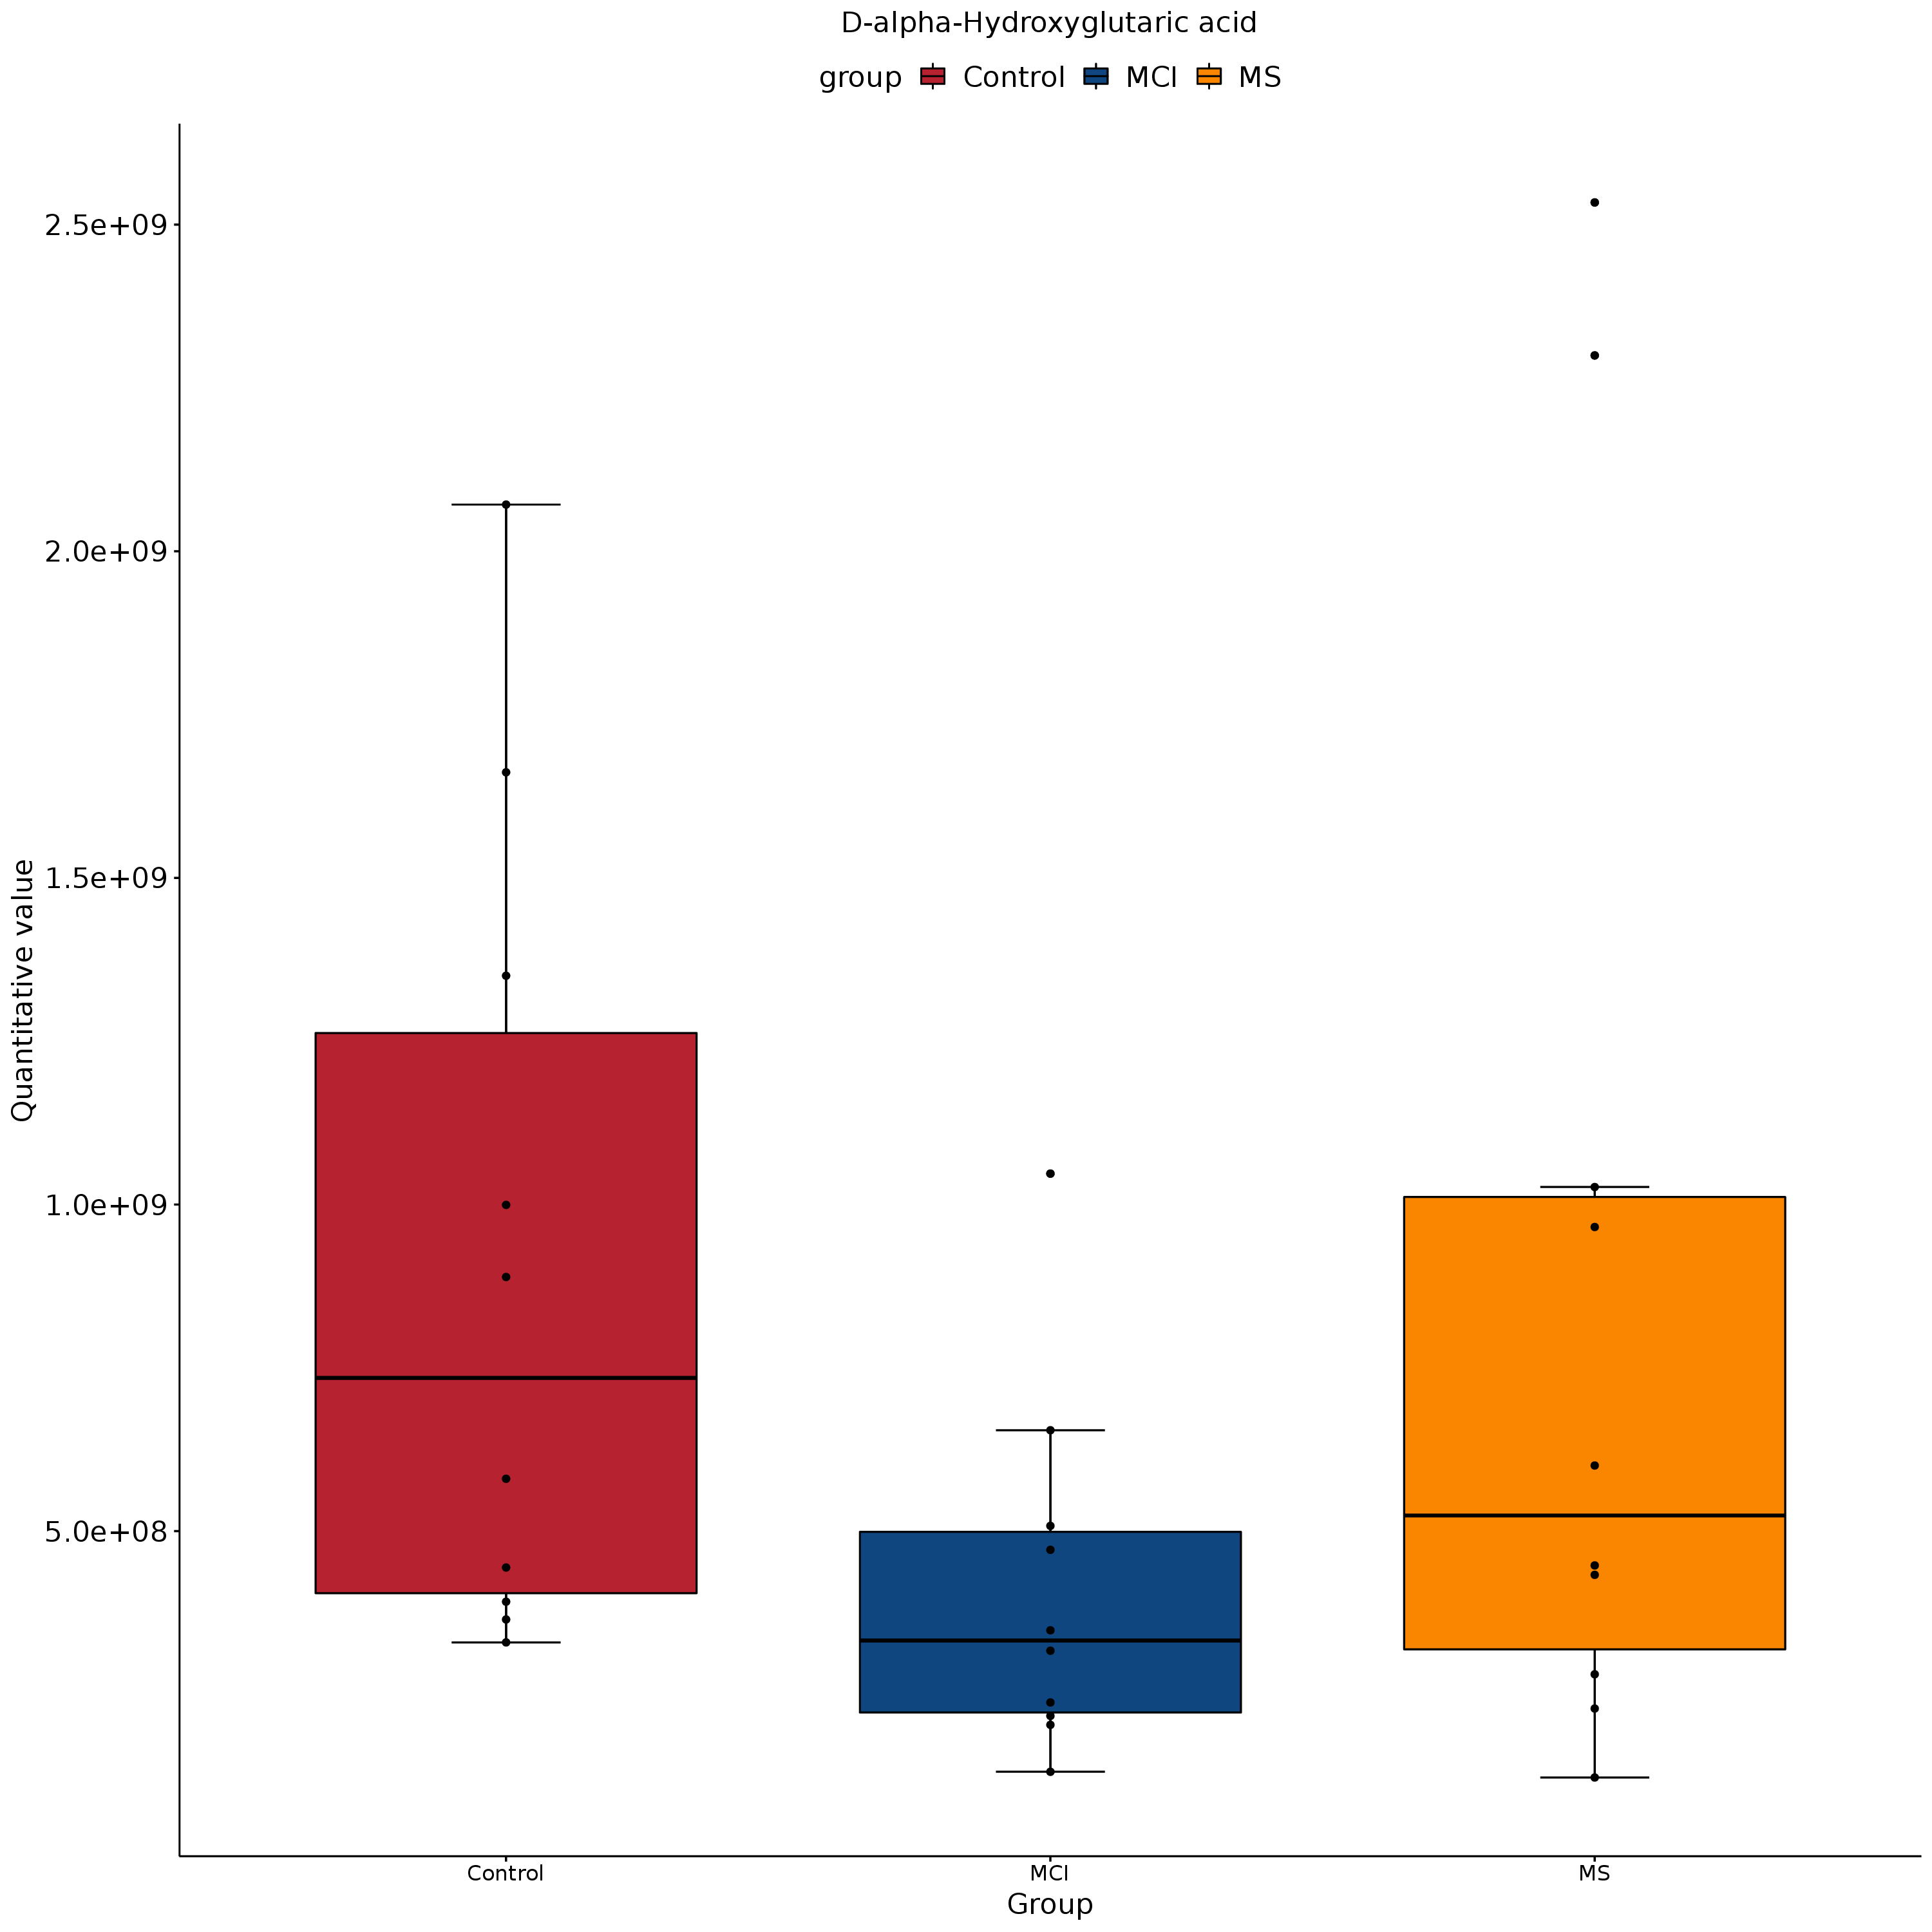 D-alpha-Hydroxyglutaric acid
group Control MCI MS
2.5e+09
2.0e+09
1.5e+09
1.0e+09
5.0e+08
Quantitative value
Control MCI MS
Group